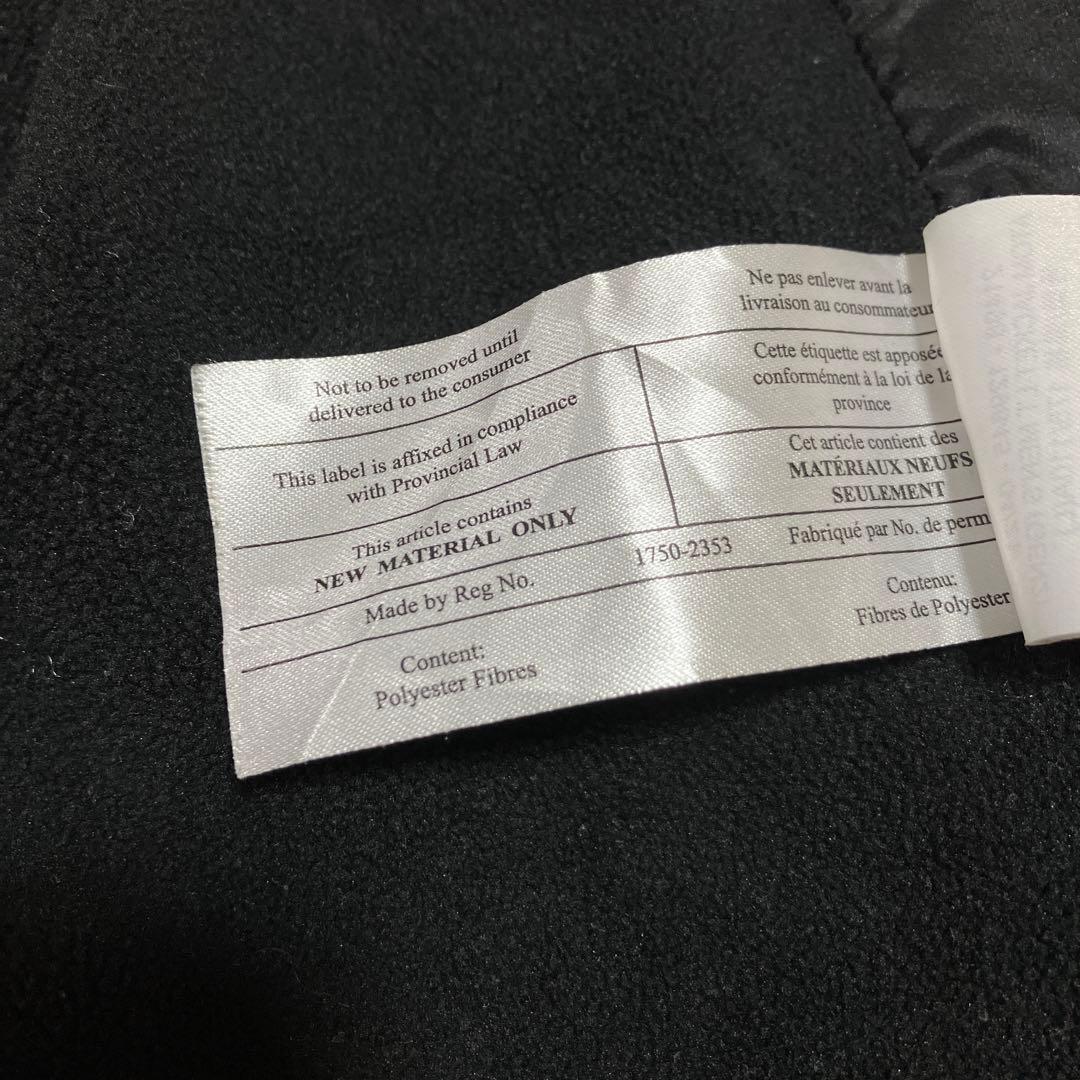 Not to be removed until
delivered to the consumer
Ne pas enlever avant la
livraison au consommateur
This label is affixed in compliance
with Provincial Law
Cette étiquette est apposée
conformément à la loi de la
province
This article contains
NEW MATERIAL ONLY
Cet article contient des
MATÉRIAUX NEUFS
SEULEMENT
Made by Reg No.
1750-2353
Fabriqué par No. de perm
Content:
Polyester Fibres
Contenu:
Fibres de Polyester